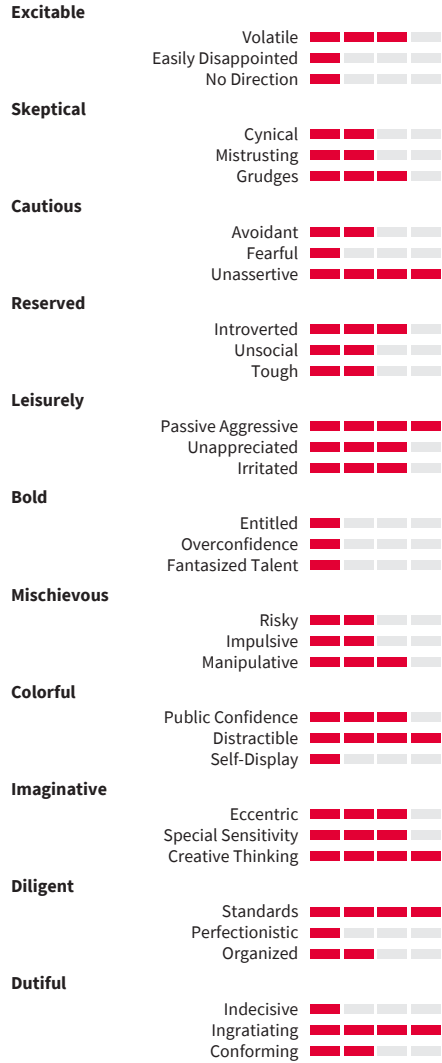 Excitable
Volatile
Easily Disappointed
No Direction
Skeptical
Cynical
Mistrusting
Grudges
Cautious
Avoidant
Fearful
Unassertive
Reserved
Introverted
Unsocial
Tough
Leisurely
Passive Aggressive
Unappreciated
Irritated
Bold
Entitled
Overconfidence
Fantasized Talent
Mischievous
Risky
Impulsive
Manipulative
Colorful
Public Confidence
Distractible
Self-Display
Imaginative
Eccentric
Special Sensitivity
Creative Thinking
Diligent
Standards
Perfectionistic
Organized
Dutiful
Indecisive
Ingratiating
Conforming